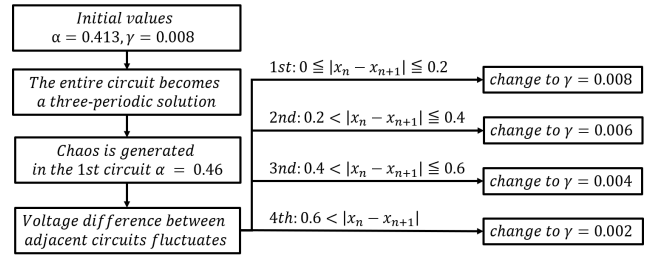 Initial values
α = 0.413, γ = 0.008
The entire circuit becomes
a three-periodic solution
Chaos is generated
in the 1st circuit α = 0.46
Voltage difference between
adjacent circuits fluctuates
1st: 0 ≦ |xₙ − xₙ₊₁| ≦ 0.2
change to γ = 0.008
2nd: 0.2 < |xₙ − xₙ₊₁| ≦ 0.4
change to γ = 0.006
3nd: 0.4 < |xₙ − xₙ₊₁| ≦ 0.6
change to γ = 0.004
4th: 0.6 < |xₙ − xₙ₊₁|
change to γ = 0.002